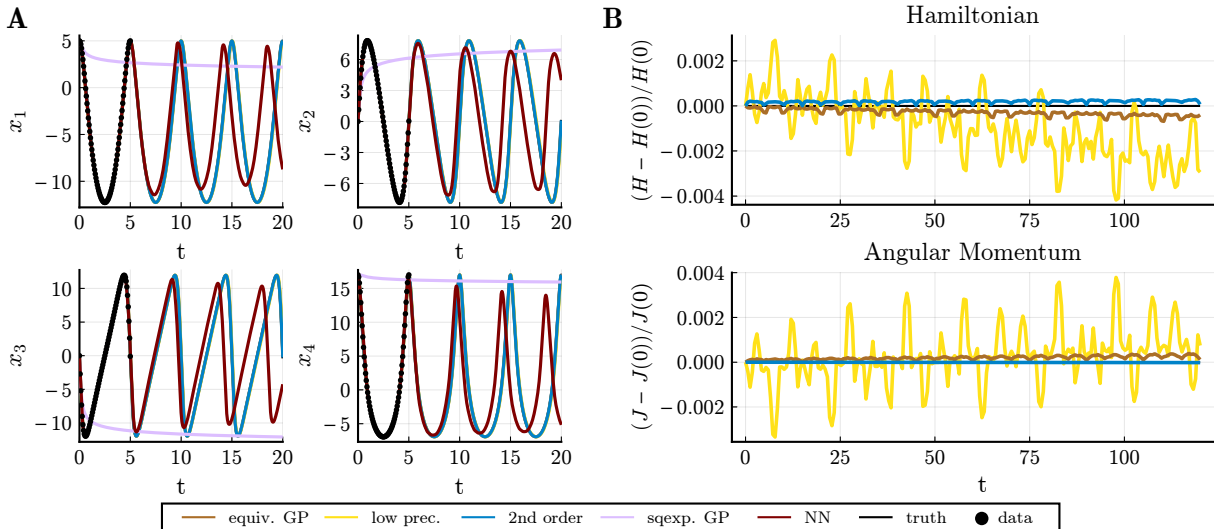 A
B
Hamiltonian
5
0
−5
−10
x1
0
5
10
15
20
t
6
3
0
−3
−6
x2
0
5
10
15
20
t
0.002
0.000
−0.002
−0.004
(H − H(0))/H(0)
0
25
50
75
100
10
5
0
−5
−10
x3
0
5
10
15
20
t
15
10
5
0
−5
x4
0
5
10
15
20
t
Angular Momentum
0.004
0.002
0.000
−0.002
(J − J(0))/J(0)
0
25
50
75
100
t
equiv. GP
low prec.
2nd order
sqexp. GP
NN
truth
data